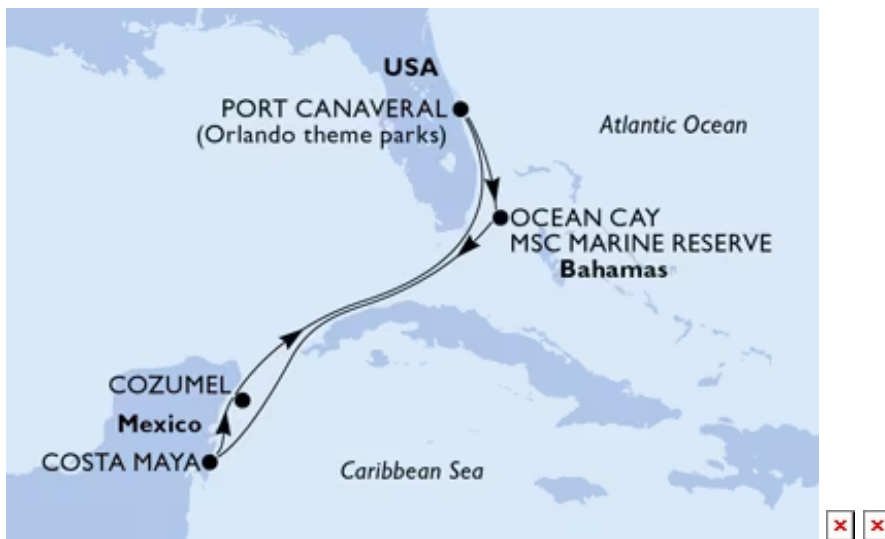 USA
PORT CANAVERAL
(Orlando theme parks)
Atlantic Ocean
OCEAN CAY
MSC MARINE RESERVE
Bahamas
COZUMEL
Mexico
COSTA MAYA
Caribbean Sea